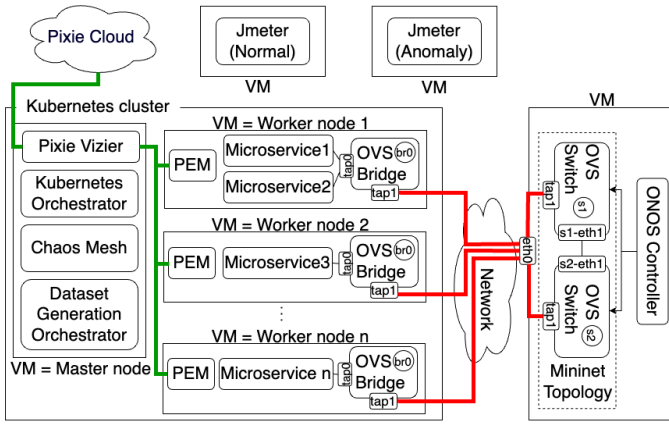 Pixie Cloud
Jmeter
(Normal)
VM
Jmeter
(Anomaly)
VM
Kubernetes cluster
Pixie Vizier
Kubernetes
Orchestrator
Chaos Mesh
Dataset
Generation
Orchestrator
VM = Master node
VM = Worker node 1
PEM
Microservice1
Microservice2
tap0
OVS
br0
Bridge
tap1
VM = Worker node 2
PEM
Microservice3
tap0
OVS
br0
Bridge
tap1
VM = Worker node n
PEM
Microservice n
tap0
OVS
br0
Bridge
tap1
Network
eth0
VM
tap1
OVS
Switch
s1
s1-eth1
s2-eth1
tap1
OVS
Switch
s2
Mininet
Topology
ONOS Controller